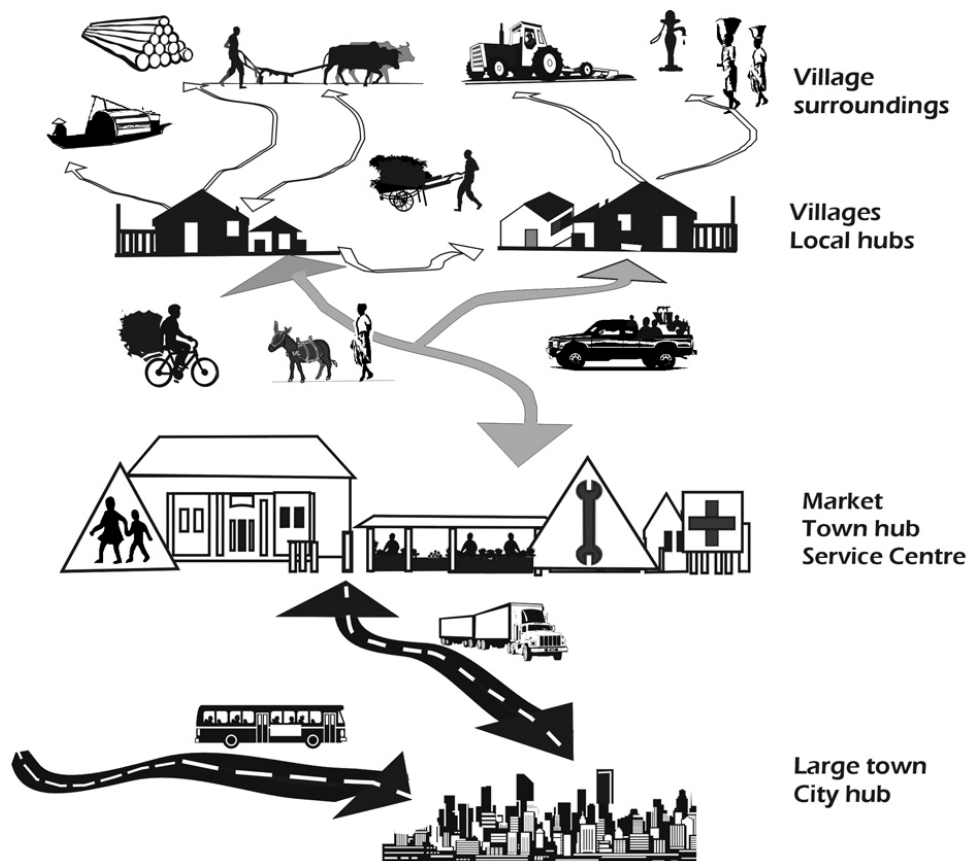 Village
surroundings
Villages
Local hubs
Market
Town hub
Service Centre
Large town
City hub